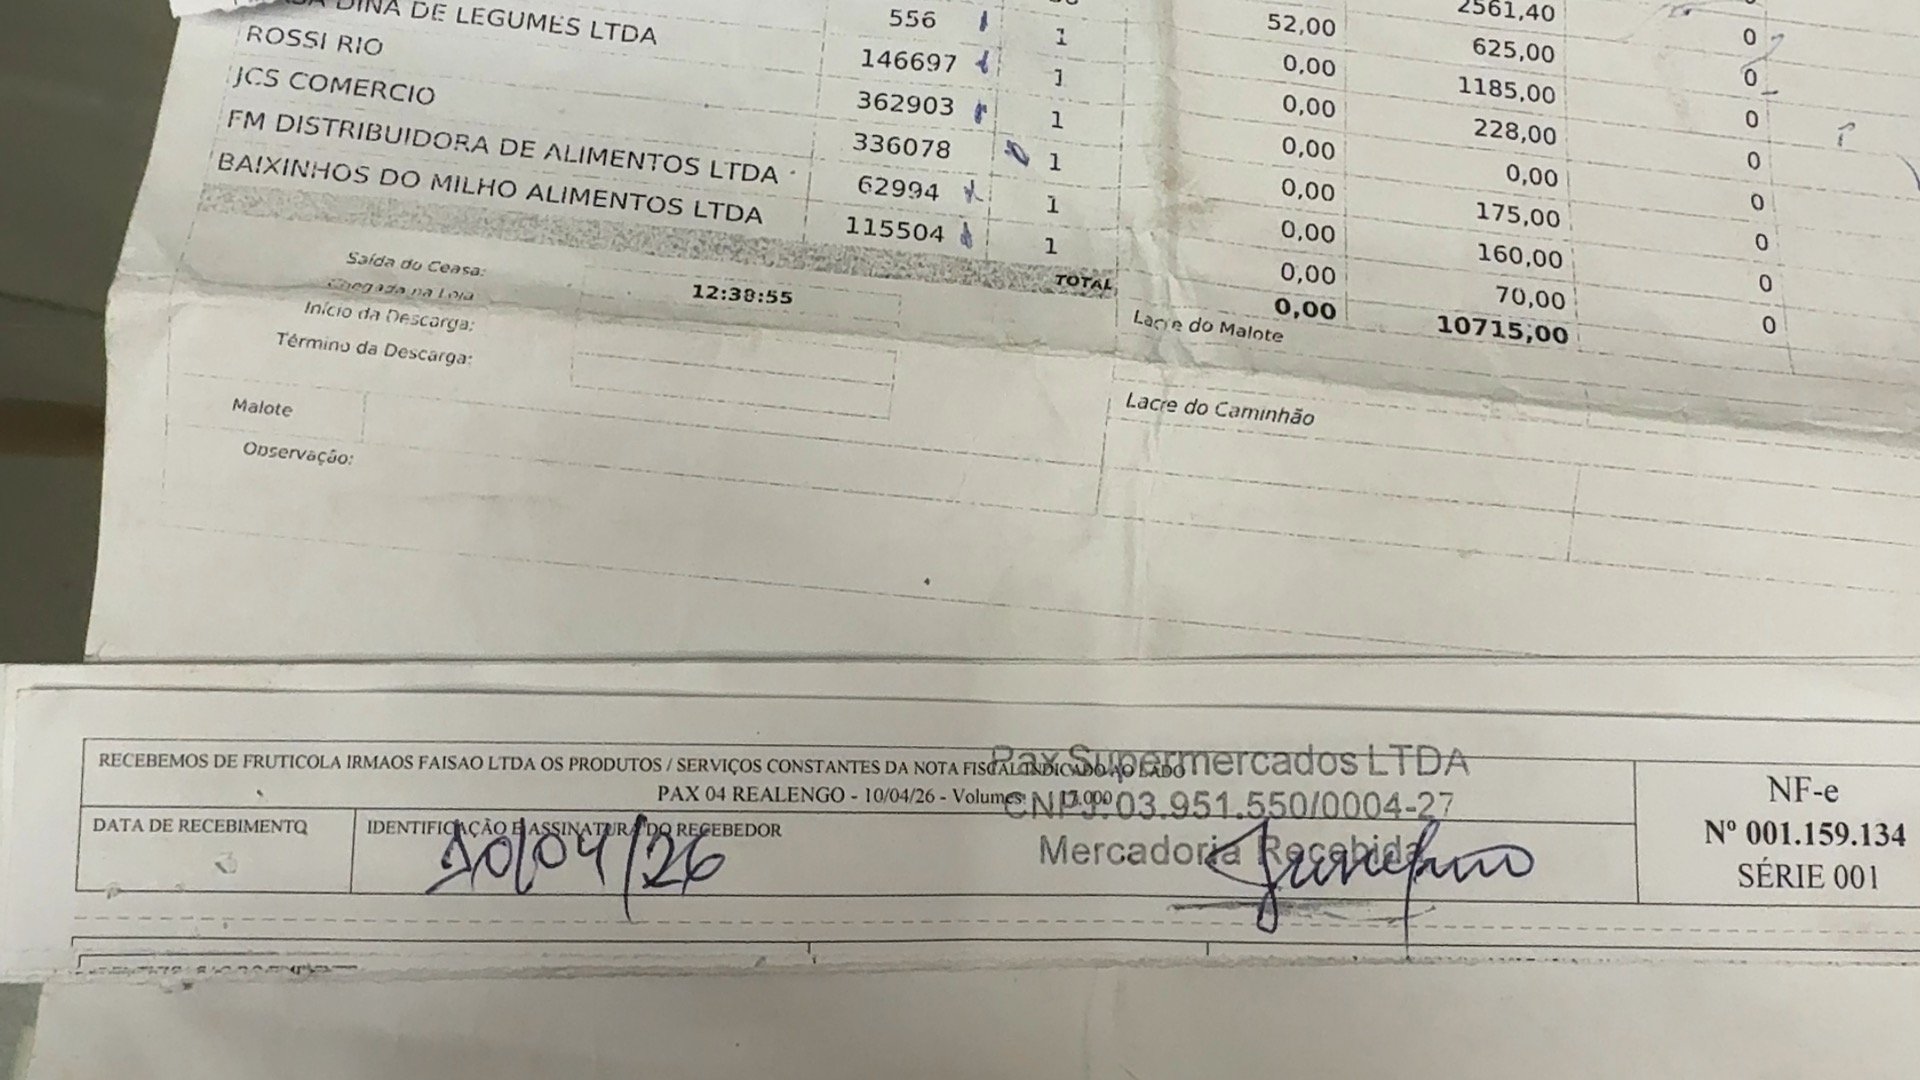 DINA DE LEGUMES LTDA 556 1 52,00 2561,40 0
ROSSI RIO 146697 1 0,00 625,00 0
JCS COMERCIO 362903 1 0,00 1185,00 0
FM DISTRIBUIDORA DE ALIMENTOS LTDA 336078 1 0,00 228,00 0
BAIXINHOS DO MILHO ALIMENTOS LTDA 62994 1 0,00 0,00 0
115504 1 0,00 175,00 0
0,00 160,00 0
TOTAL 0,00 70,00 0
0,00 10715,00
Saída do Ceasa: 12:38:55
Chegada na Loja
Início da Descarga:
Término da Descarga:
Lacre do Malote
Malote
Lacre do Caminhão
Observação:
RECEBEMOS DE FRUTICOLA IRMAOS FAISAO LTDA OS PRODUTOS / SERVIÇOS CONSTANTES DA NOTA FISCAL INDICADO AO LADO
PAX 04 REALENGO - 10/04/26 - Volumes: 17.000
DATA DE RECEBIMENTO
IDENTIFICAÇÃO E ASSINATURA DO RECEBEDOR
10/04/26
Pax Supermercados LTDA
CNPJ: 03.951.550/0004-27
Mercadoria Recebida
NF-e
Nº 001.159.134
SÉRIE 001